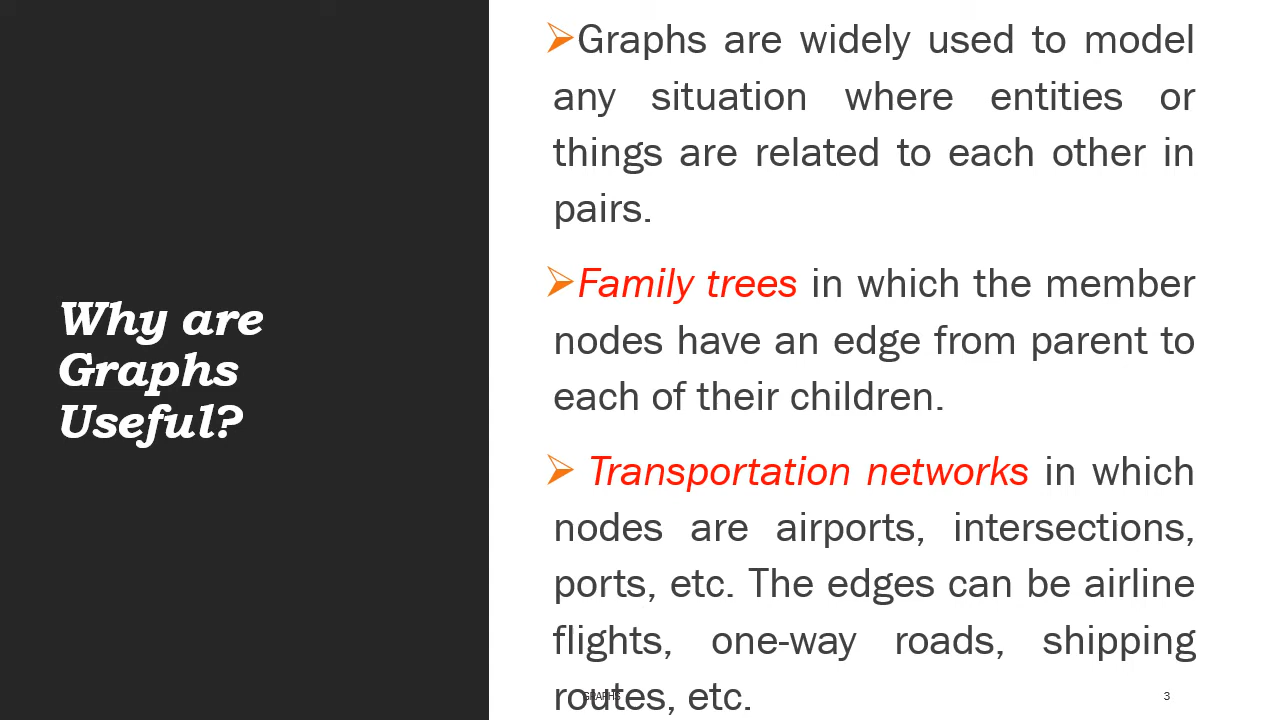 Why are
Graphs
Useful?
Graphs are widely used to model
any situation where entities or
things are related to each other in
pairs.
Family trees in which the member
nodes have an edge from parent to
each of their children.
Transportation networks in which
nodes are airports, intersections,
ports, etc. The edges can be airline
flights, one-way roads, shipping
routes, etc.
GRAPHS
3